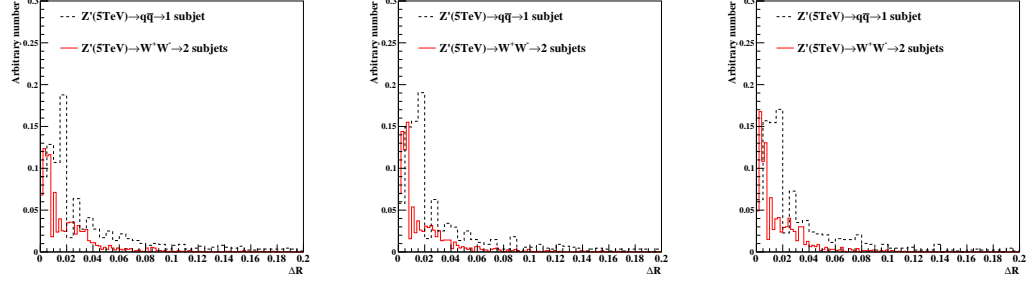 Arbitrary number
0.3
0.25
0.2
0.15
0.1
0.05
0
Z'(5TeV)→qq̅→1 subjet
Z'(5TeV)→W⁺W⁻→2 subjets
0 0.02 0.04 0.06 0.08 0.1 0.12 0.14 0.16 0.18 0.2
ΔR
Arbitrary number
0.3
0.25
0.2
0.15
0.1
0.05
0
Z'(5TeV)→qq̅→1 subjet
Z'(5TeV)→W⁺W⁻→2 subjets
0 0.02 0.04 0.06 0.08 0.1 0.12 0.14 0.16 0.18 0.2
ΔR
Arbitrary number
0.3
0.25
0.2
0.15
0.1
0.05
0
Z'(5TeV)→qq̅→1 subjet
Z'(5TeV)→W⁺W⁻→2 subjets
0 0.02 0.04 0.06 0.08 0.1 0.12 0.14 0.16 0.18 0.2
ΔR